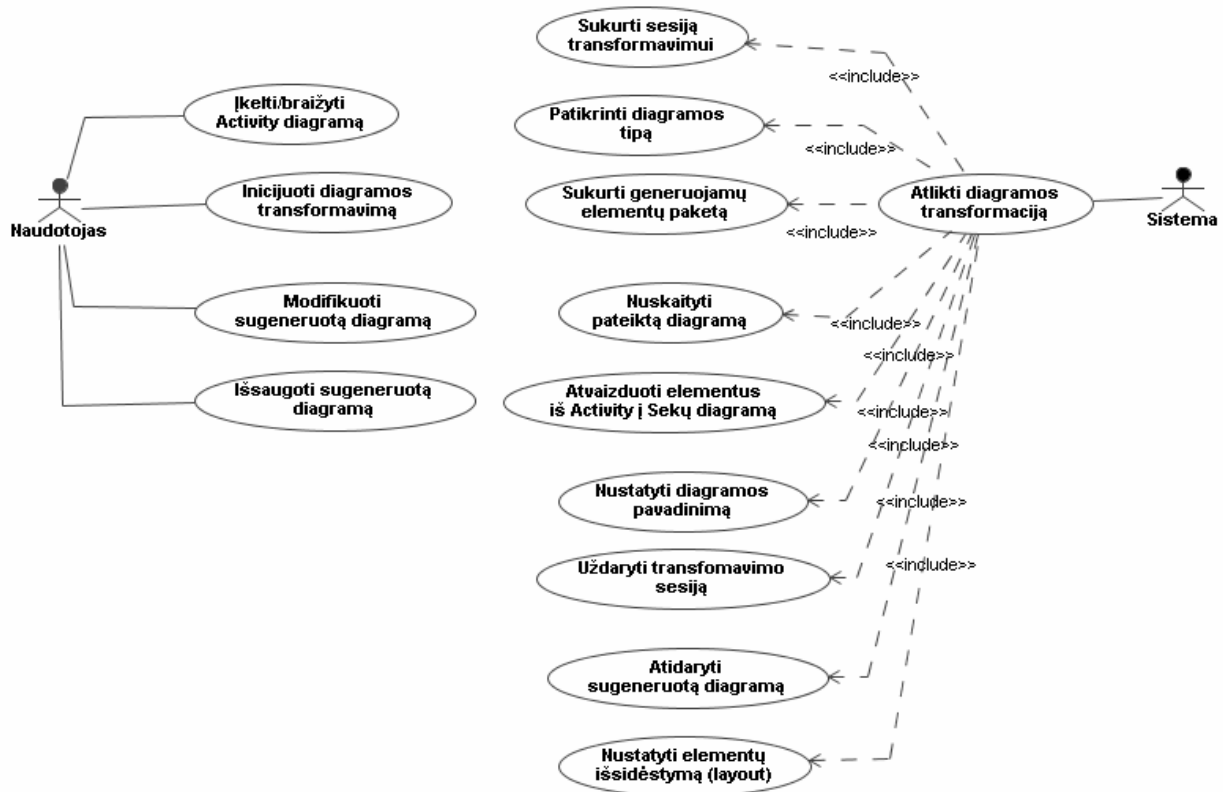 Sukurti sesiją
transformavimui
<<include>>
Įkelti/braižyti
Activity diagramą
Patikrinti diagramos
tipą
<<include>>
Naudotojas
Inicijuoti diagramos
transformavimą
Sukurti generuojamų
elementų paketą
<<include>>
Atlikti diagramos
transformaciją
Sistema
Modifikuoti
sugeneruotą diagramą
Nuskaityti
pateiktą diagramą
<<include>>
<<include>>
Išsaugoti sugeneruotą
diagramą
Atvaizduoti elementus
iš Activity į Sekų diagramą
<<include>>
<<include>>
Nustatyti diagramos
pavadinimą
<<include>>
Uždaryti transfomavimo
sesiją
<<include>>
Atidaryti
sugeneruotą diagramą
Nustatyti elementų
išsidėstymą (layout)